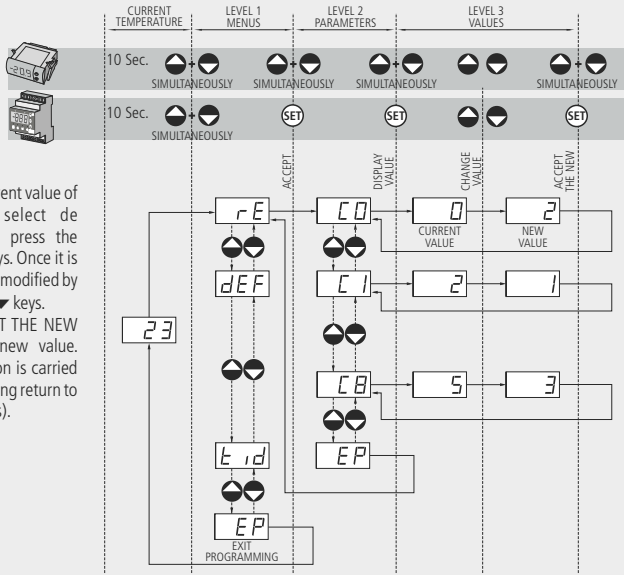 CURRENT
TEMPERATURE
LEVEL 1
MENUS
LEVEL 2
PARAMETERS
LEVEL 3
VALUES
-20.9
10 Sec.
SIMULTANEOUSLY
SIMULTANEOUSLY
SIMULTANEOUSLY
SIMULTANEOUSLY
10 Sec.
SIMULTANEOUSLY
SET
SET
SET
ACCEPT
DISPLAY
VALUE
CHANGE
VALUE
ACCEPT
THE NEW
ent value of
select de
press the
ys. Once it is
modified by
keys.
T THE NEW
new value.
on is carried
ng return to
s).
rE
C0
0
2
CURRENT
VALUE
NEW
VALUE
dEF
C1
2
1
23
C8
5
3
tid
EP
EP
EXIT
PROGRAMMING